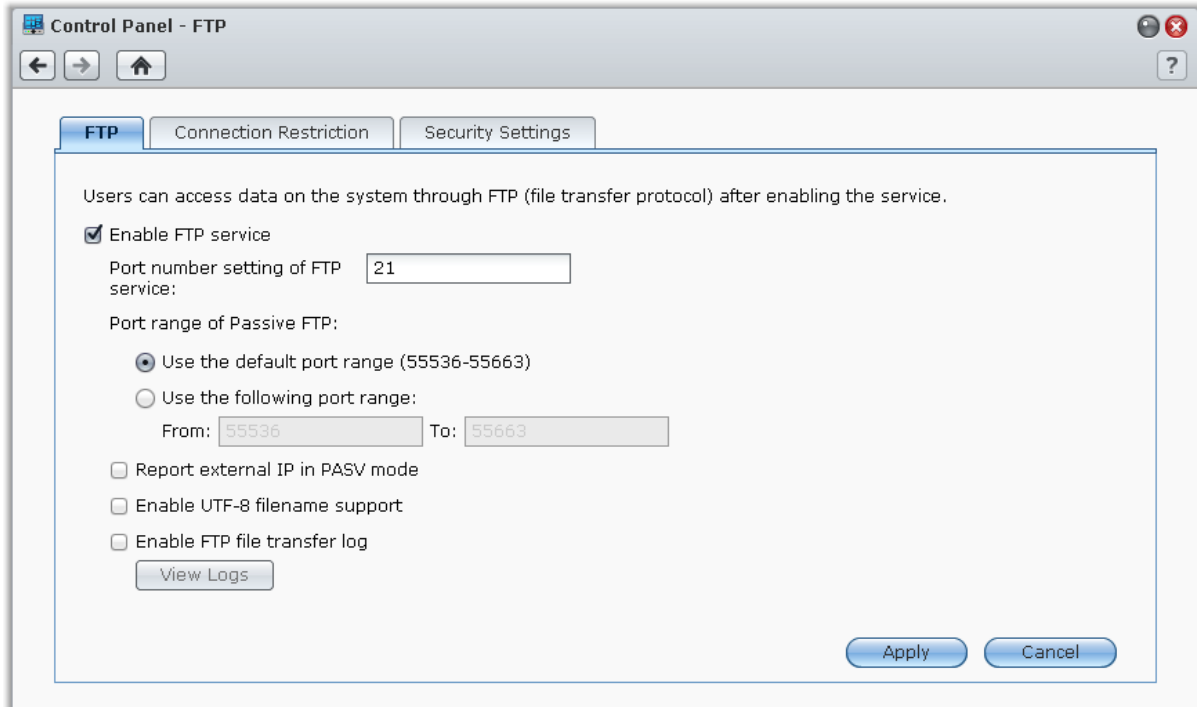 Control Panel - FTP
?
FTP
Connection Restriction
Security Settings
Users can access data on the system through FTP (file transfer protocol) after enabling the service.
Enable FTP service
Port number setting of FTP
service:
21
Port range of Passive FTP:
Use the default port range (55536-55663)
Use the following port range:
From: 55536 To: 55663
Report external IP in PASV mode
Enable UTF-8 filename support
Enable FTP file transfer log
View Logs
Apply
Cancel